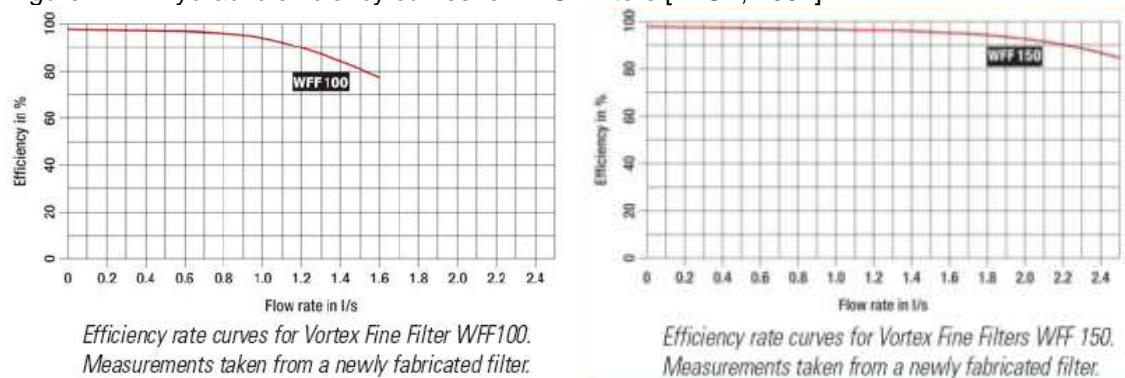 100
80
60
40
20
0
Efficiency in %
WFF100
0 0.2 0.4 0.6 0.8 1.0 1.2 1.4 1.6 1.8 2.0 2.2 2.4
Flow rate in l/s
Efficiency rate curves for Vortex Fine Filter WFF100.
Measurements taken from a newly fabricated filter.
100
80
60
40
20
0
Efficiency in %
WFF 150
0 0.2 0.4 0.6 0.8 1.0 1.2 1.4 1.6 1.8 2.0 2.2 2.4
Flow rate in l/s
Efficiency rate curves for Vortex Fine Filters WFF 150.
Measurements taken from a newly fabricated filter.